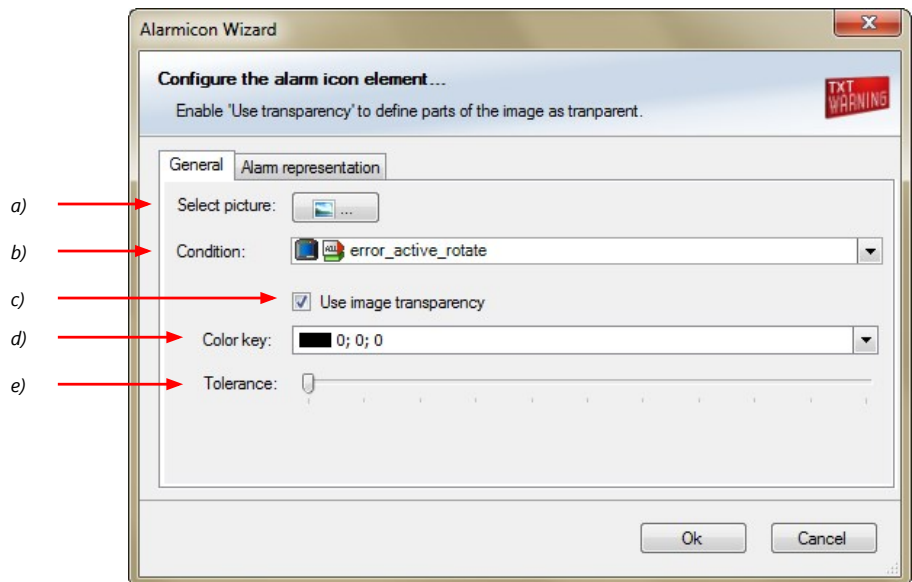 Alarmicon Wizard
Configure the alarm icon element...
Enable 'Use transparency' to define parts of the image as tranparent.
TXT
WARNING
General Alarm representation
a) Select picture: ...
b) Condition: error_active_rotate
c) Use image transparency
d) Color key: 0; 0; 0
e) Tolerance:
Ok Cancel